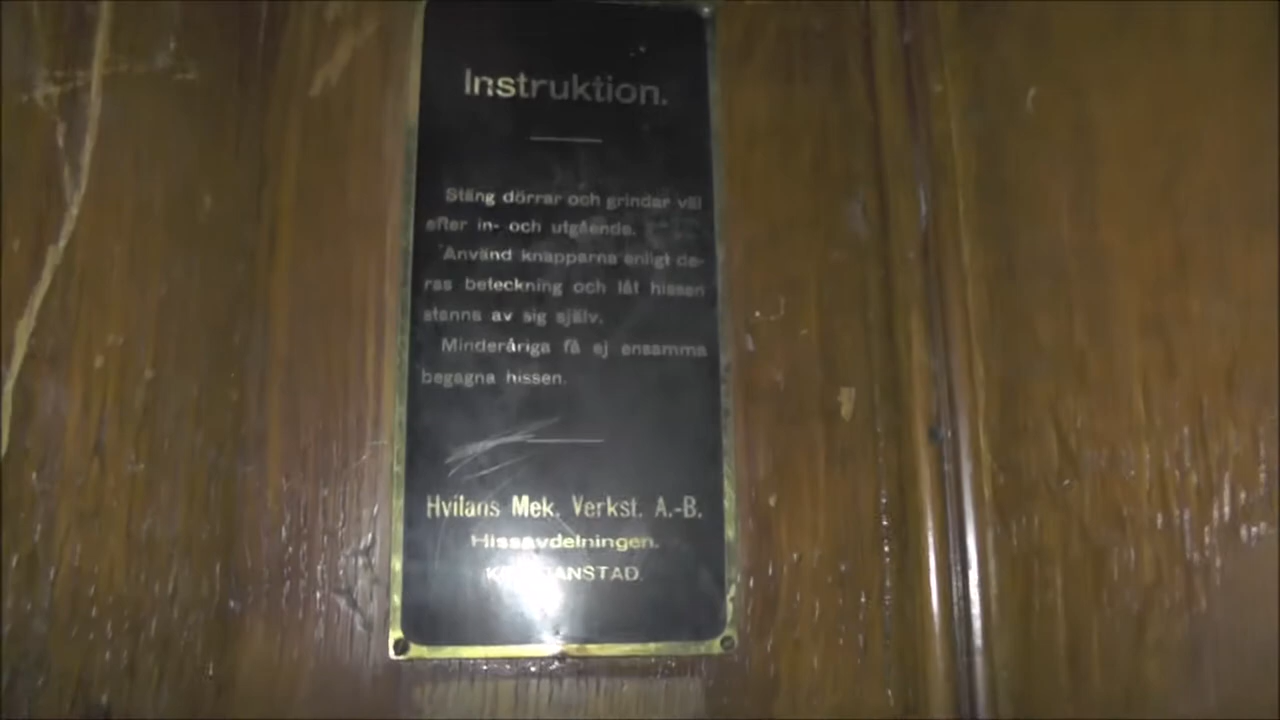 Instruktion.
Stäng dörrar och grindar väl
efter in- och utgående.
Använd knapparna enligt de-
ras beteckning och låt hissen
stanna av sig själv.
Minderåriga få ej ensamma
begagna hissen.
Hvilans Mek. Verkst. A.-B.
Hissavdelningen.